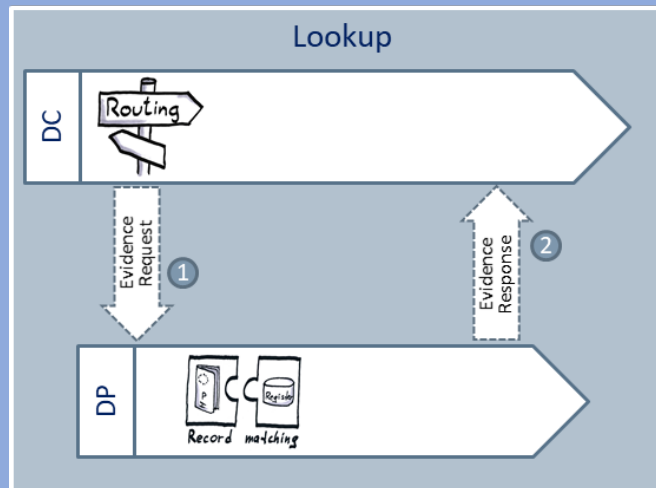 Lookup
DC
Routing
Evidence
Request
1
Evidence
Response
2
DP
P
Register
Record matching